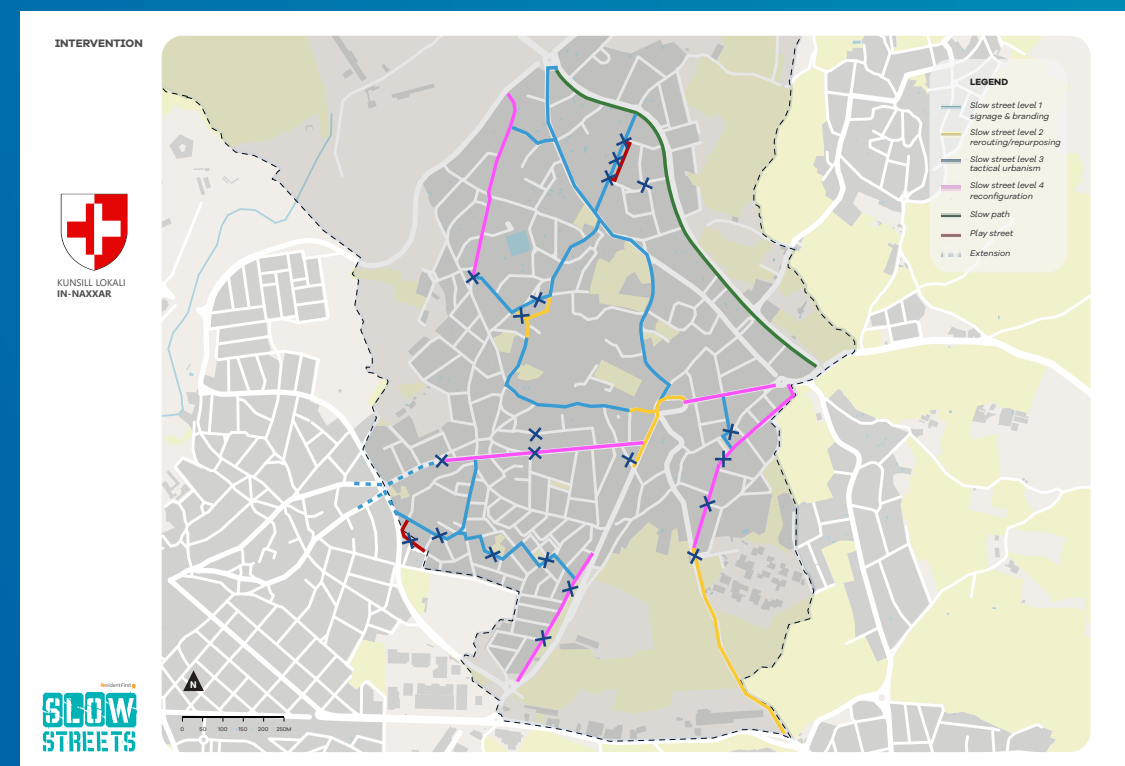 INTERVENTION
LEGEND
Slow street level 1
signage & branding
Slow street level 2
rerouting/repurposing
Slow street level 3
tactical urbanism
Slow street level 4
reconfiguration
Slow path
Play street
Extension
KUNSILL LOKALI
IN-NAXXAR
ResidentFirst
SLOW
STREETS
N
0 50 100 150 200 250M